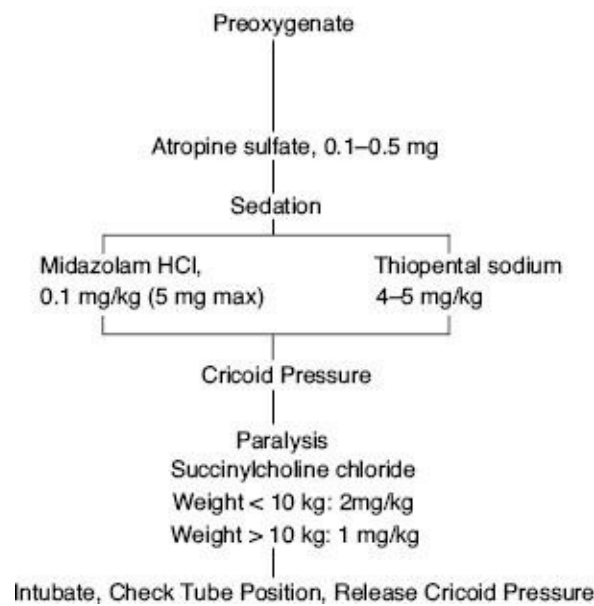 Preoxygenate
Atropine sulfate, 0.1–0.5 mg
Sedation
Midazolam HCl,
0.1 mg/kg (5 mg max)
Thiopental sodium
4–5 mg/kg
Cricoid Pressure
Paralysis
Succinylcholine chloride
Weight < 10 kg: 2mg/kg
Weight > 10 kg: 1 mg/kg
Intubate, Check Tube Position, Release Cricoid Pressure